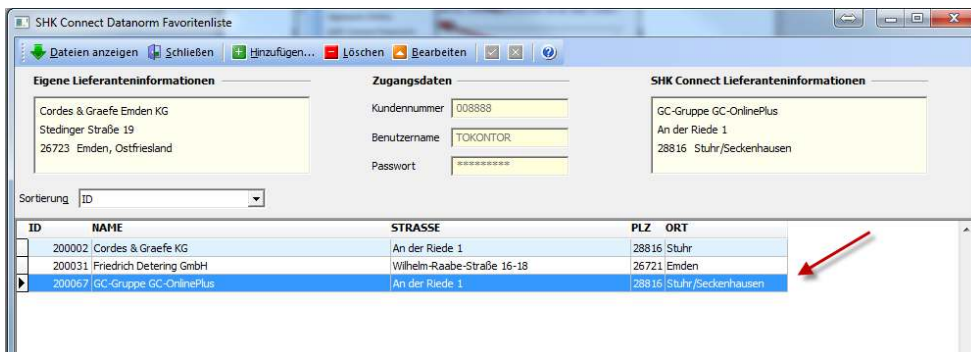 SHK Connect Datanorm Favoritenliste
Dateien anzeigen Schließen Hinzufügen... Löschen Bearbeiten
Eigene Lieferanteninformationen Zugangsdaten SHK Connect Lieferanteninformationen
Cordes & Graefe Emden KG Kundennummer 008888 GC-Gruppe GC-OnlinePlus
Stedinger Straße 19 An der Riede 1
26723 Emden, Ostfriesland Benutzername TOKONTOR 28816 Stuhr/Seckenhausen
Passwort *********
Sortierung ID
ID NAME STRASSE PLZ ORT
200002 Cordes & Graefe KG An der Riede 1 28816 Stuhr
200031 Friedrich Detering GmbH Wilhelm-Raabe-Straße 16-18 26721 Emden
200067 GC-Gruppe GC-OnlinePlus An der Riede 1 28816 Stuhr/Seckenhausen